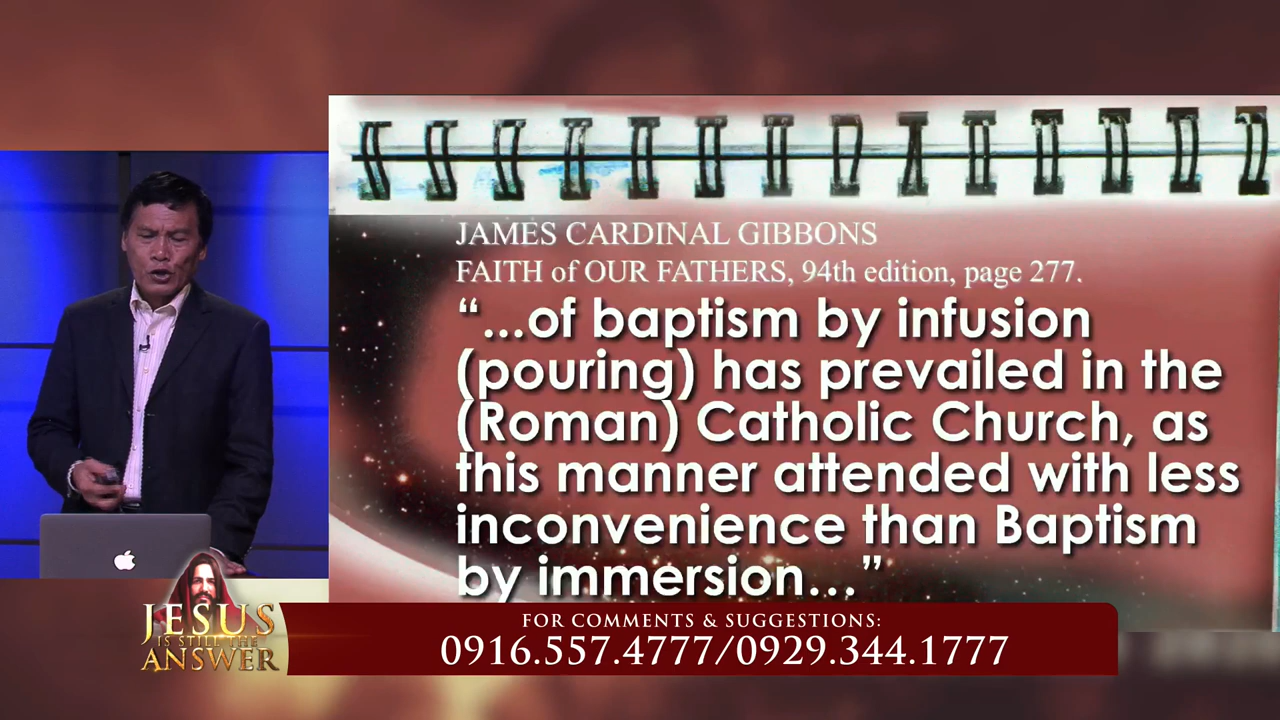 JAMES CARDINAL GIBBONS
FAITH of OUR FATHERS, 94th edition, page 277.
“...of baptism by infusion
(pouring) has prevailed in the
(Roman) Catholic Church, as
this manner attended with less
inconvenience than Baptism
by immersion...”
JESUS
IS STILL THE
ANSWER
FOR COMMENTS & SUGGESTIONS:
0916.557.4777/0929.344.1777